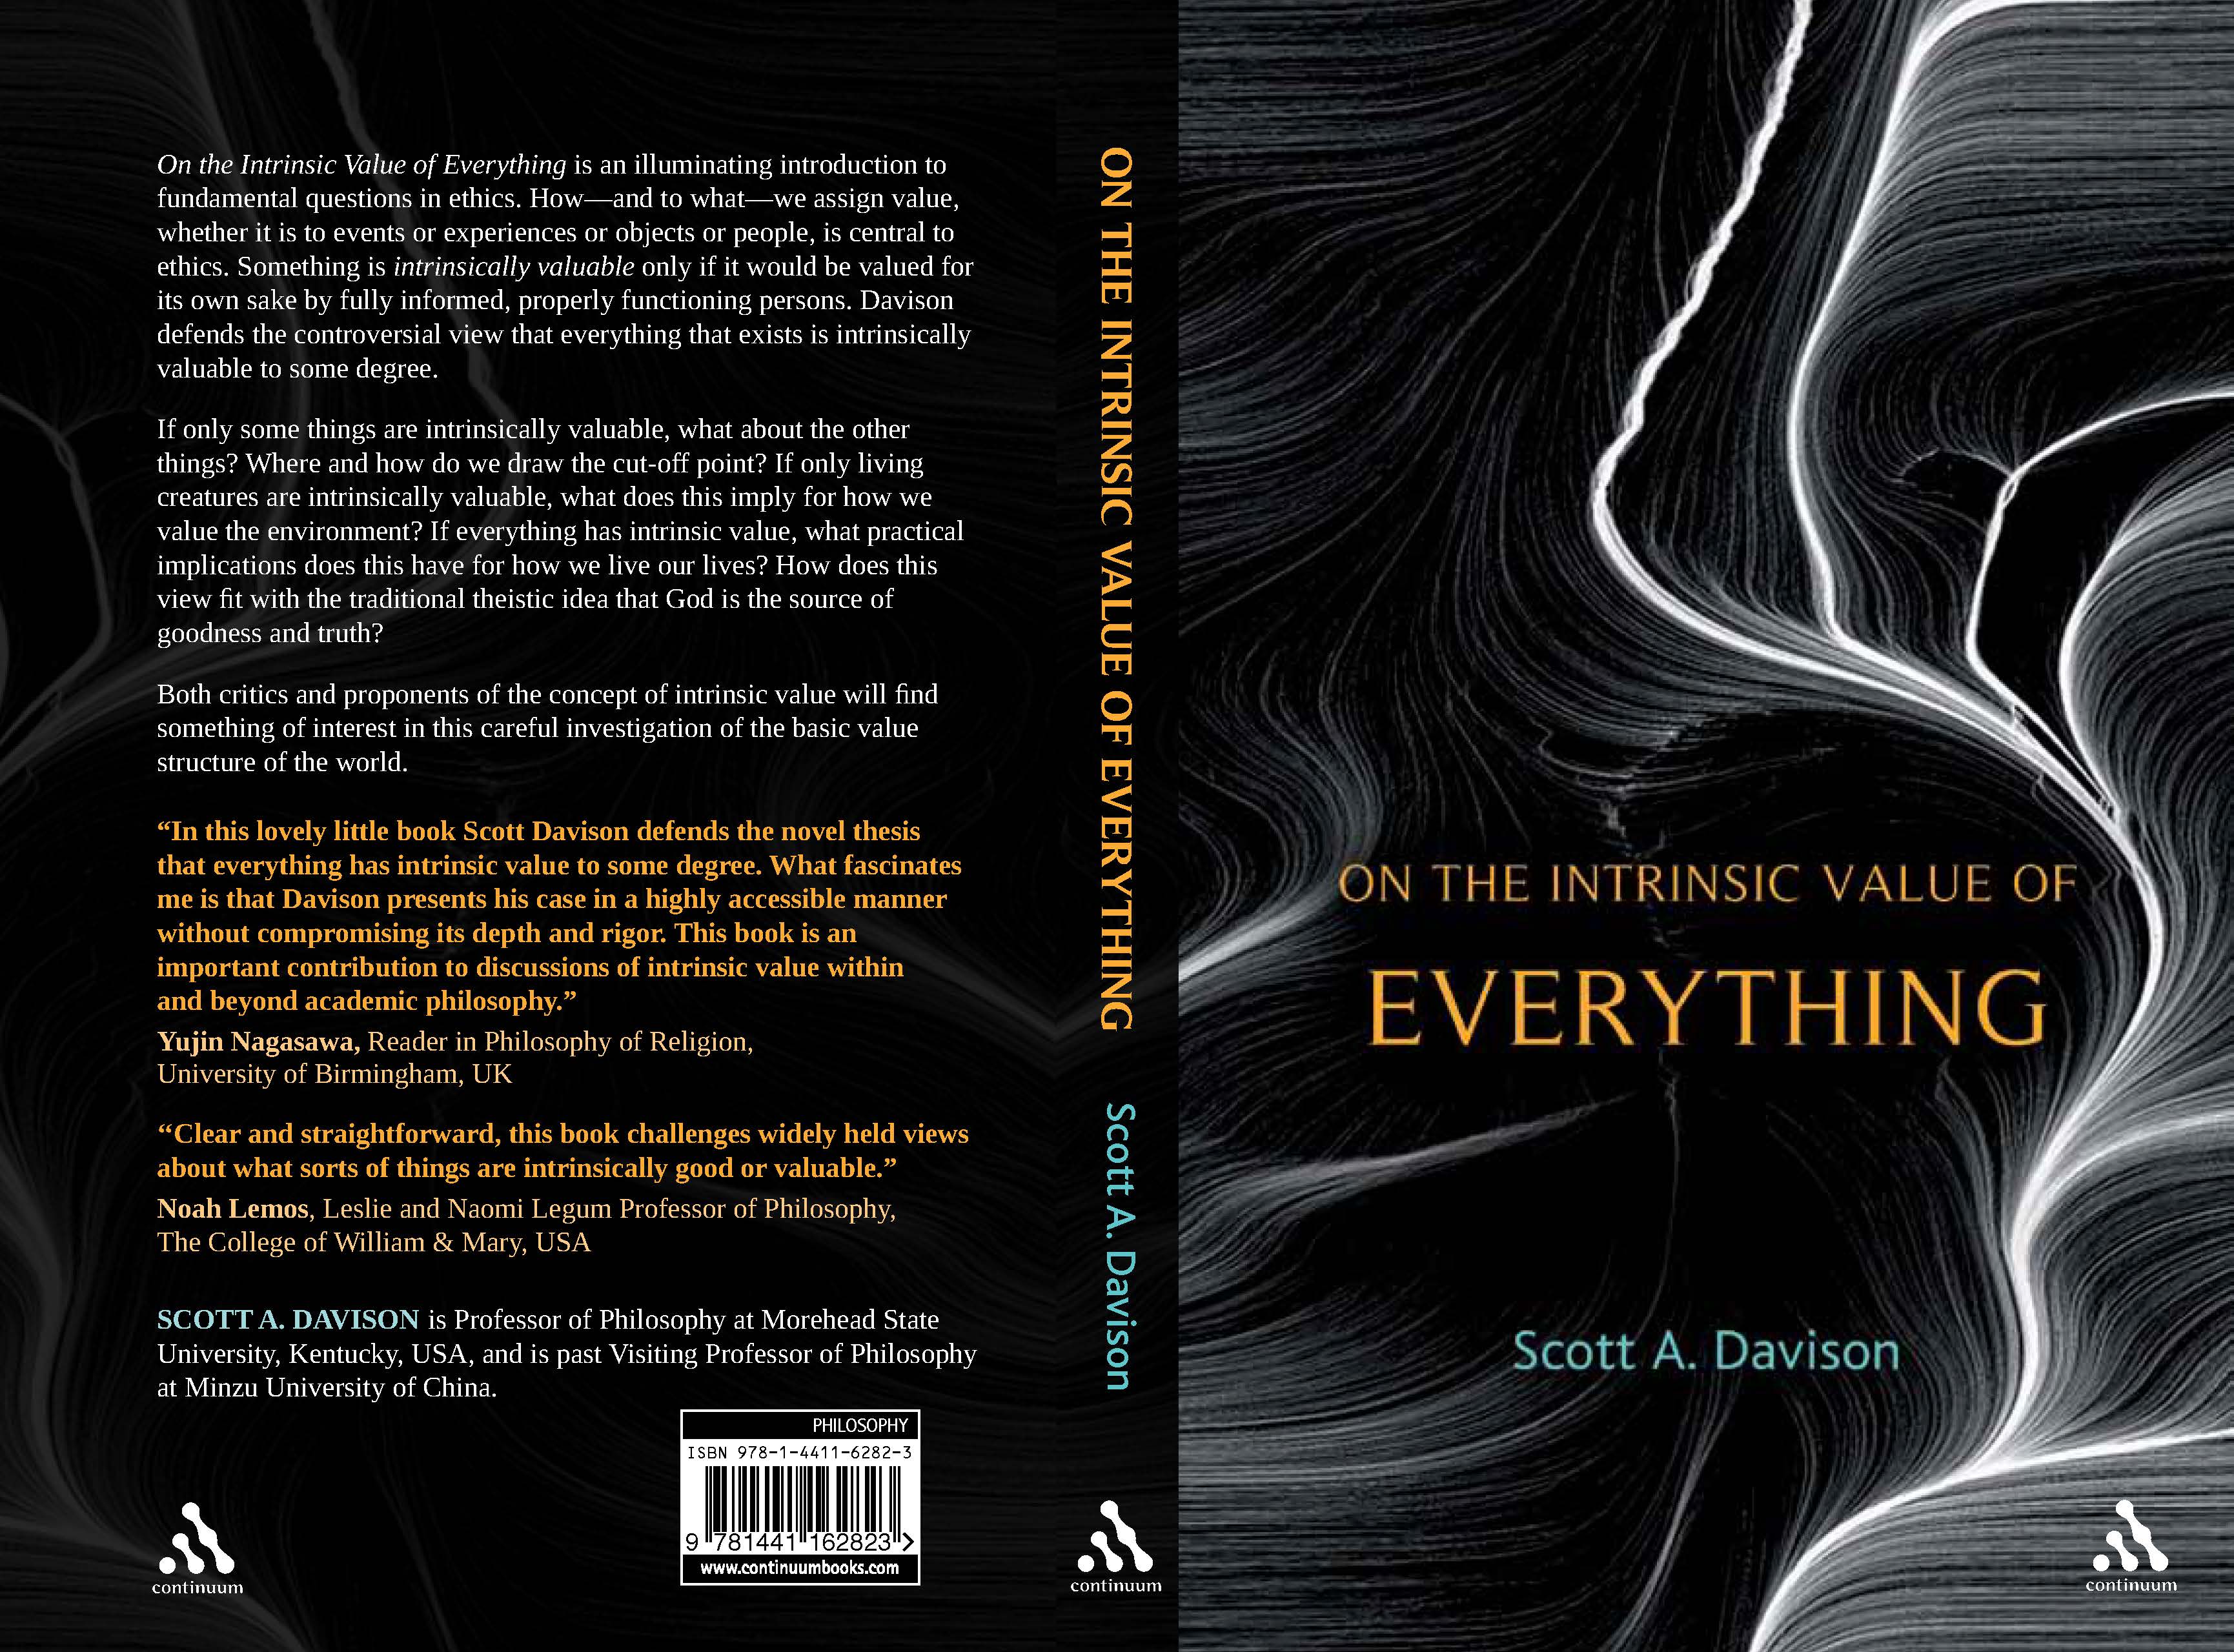 On the Intrinsic Value of Everything is an illuminating introduction to
fundamental questions in ethics. How—and to what—we assign value,
whether it is to events or experiences or objects or people, is central to
ethics. Something is intrinsically valuable only if it would be valued for
its own sake by fully informed, properly functioning persons. Davison
defends the controversial view that everything that exists is intrinsically
valuable to some degree.
If only some things are intrinsically valuable, what about the other
things? Where and how do we draw the cut-off point? If only living
creatures are intrinsically valuable, what does this imply for how we
value the environment? If everything has intrinsic value, what practical
implications does this have for how we live our lives? How does this
view fit with the traditional theistic idea that God is the source of
goodness and truth?
Both critics and proponents of the concept of intrinsic value will find
something of interest in this careful investigation of the basic value
structure of the world.
“In this lovely little book Scott Davison defends the novel thesis
that everything has intrinsic value to some degree. What fascinates
me is that Davison presents his case in a highly accessible manner
without compromising its depth and rigor. This book is an
important contribution to discussions of intrinsic value within
and beyond academic philosophy.”
Yujin Nagasawa, Reader in Philosophy of Religion,
University of Birmingham, UK
“Clear and straightforward, this book challenges widely held views
about what sorts of things are intrinsically good or valuable.”
Noah Lemos, Leslie and Naomi Legum Professor of Philosophy,
The College of William & Mary, USA
SCOTT A. DAVISON is Professor of Philosophy at Morehead State
University, Kentucky, USA, and is past Visiting Professor of Philosophy
at Minzu University of China.
PHILOSOPHY
ISBN 978-1-4411-6282-3
9 781441 162823 >
www.continuumbooks.com
continuum
ON THE INTRINSIC VALUE OF EVERYTHING
Scott A. Davison
continuum
ON THE INTRINSIC VALUE OF
EVERYTHING
Scott A. Davison
continuum